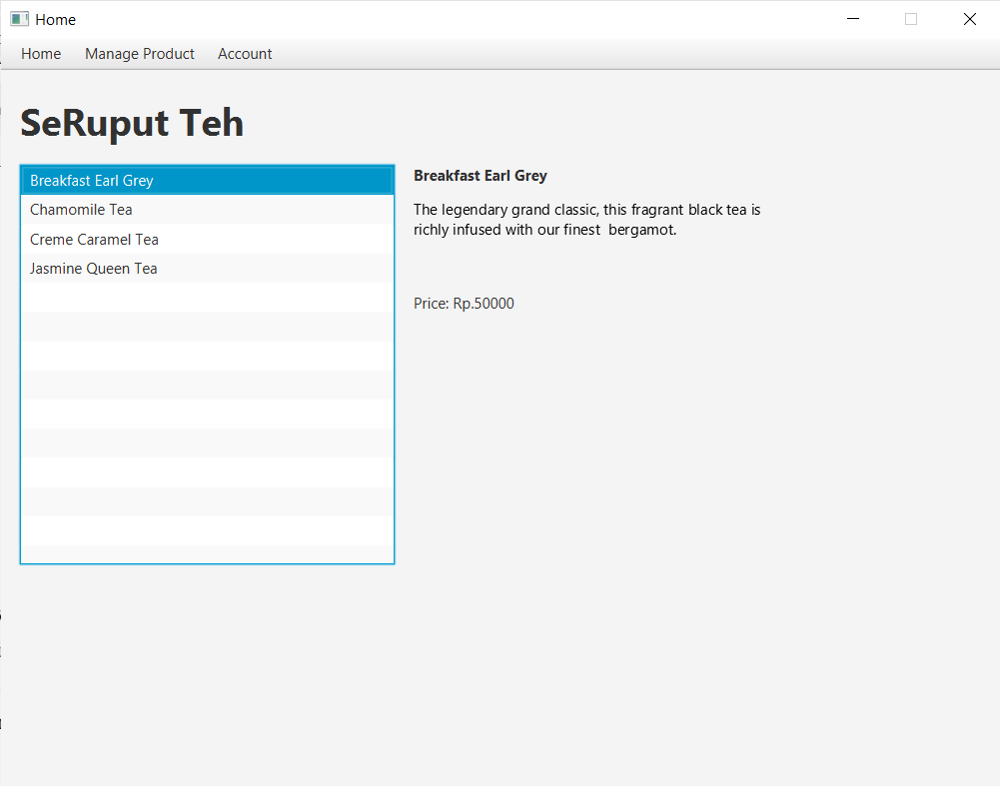 Home
Home Manage Product Account
SeRuput Teh
Breakfast Earl Grey
Chamomile Tea
Creme Caramel Tea
Jasmine Queen Tea
Breakfast Earl Grey
The legendary grand classic, this fragrant black tea is
richly infused with our finest  bergamot.
Price: Rp.50000